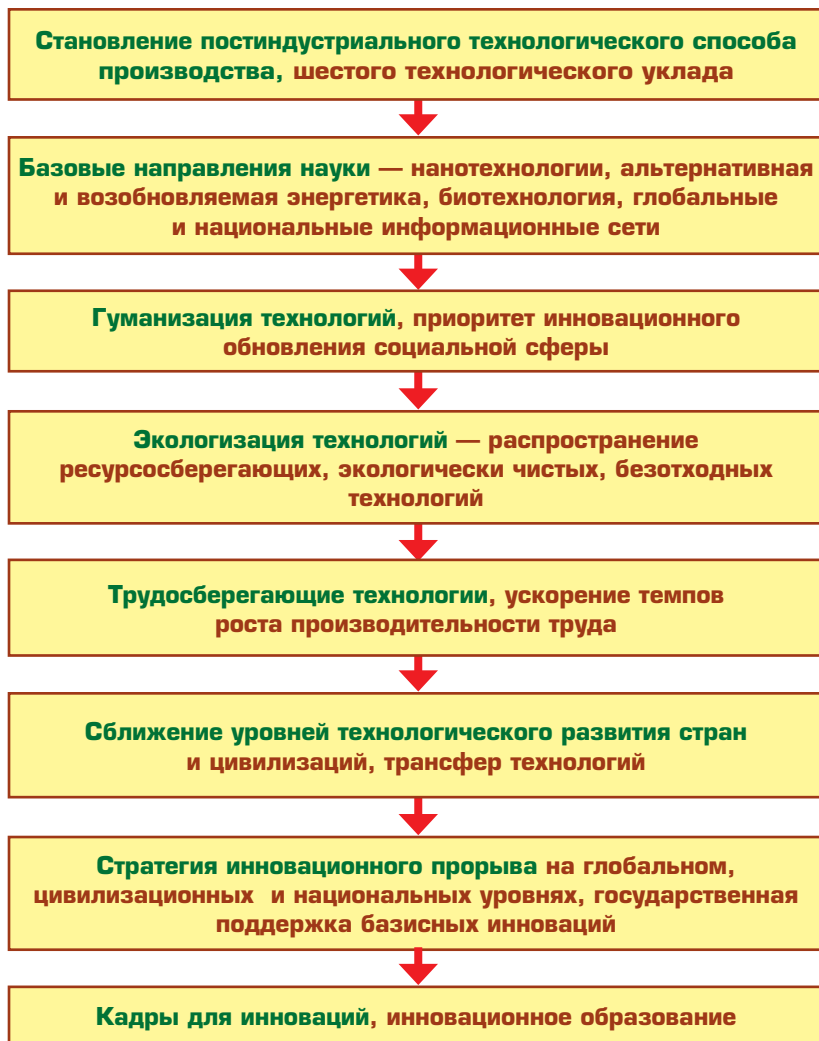 Становление постиндустриального технологического способа
производства, шестого технологического уклада
Базовые направления науки — нанотехнологии, альтернативная
и возобновляемая энергетика, биотехнология, глобальные
и национальные информационные сети
Гуманизация технологий, приоритет инновационного
обновления социальной сферы
Экологизация технологий — распространение
ресурсосберегающих, экологически чистых, безотходных
технологий
Трудосберегающие технологии, ускорение темпов
роста производительности труда
Сближение уровней технологического развития стран
и цивилизаций, трансфер технологий
Стратегия инновационного прорыва на глобальном,
цивилизационных и национальных уровнях, государственная
поддержка базисных инноваций
Кадры для инноваций, инновационное образование